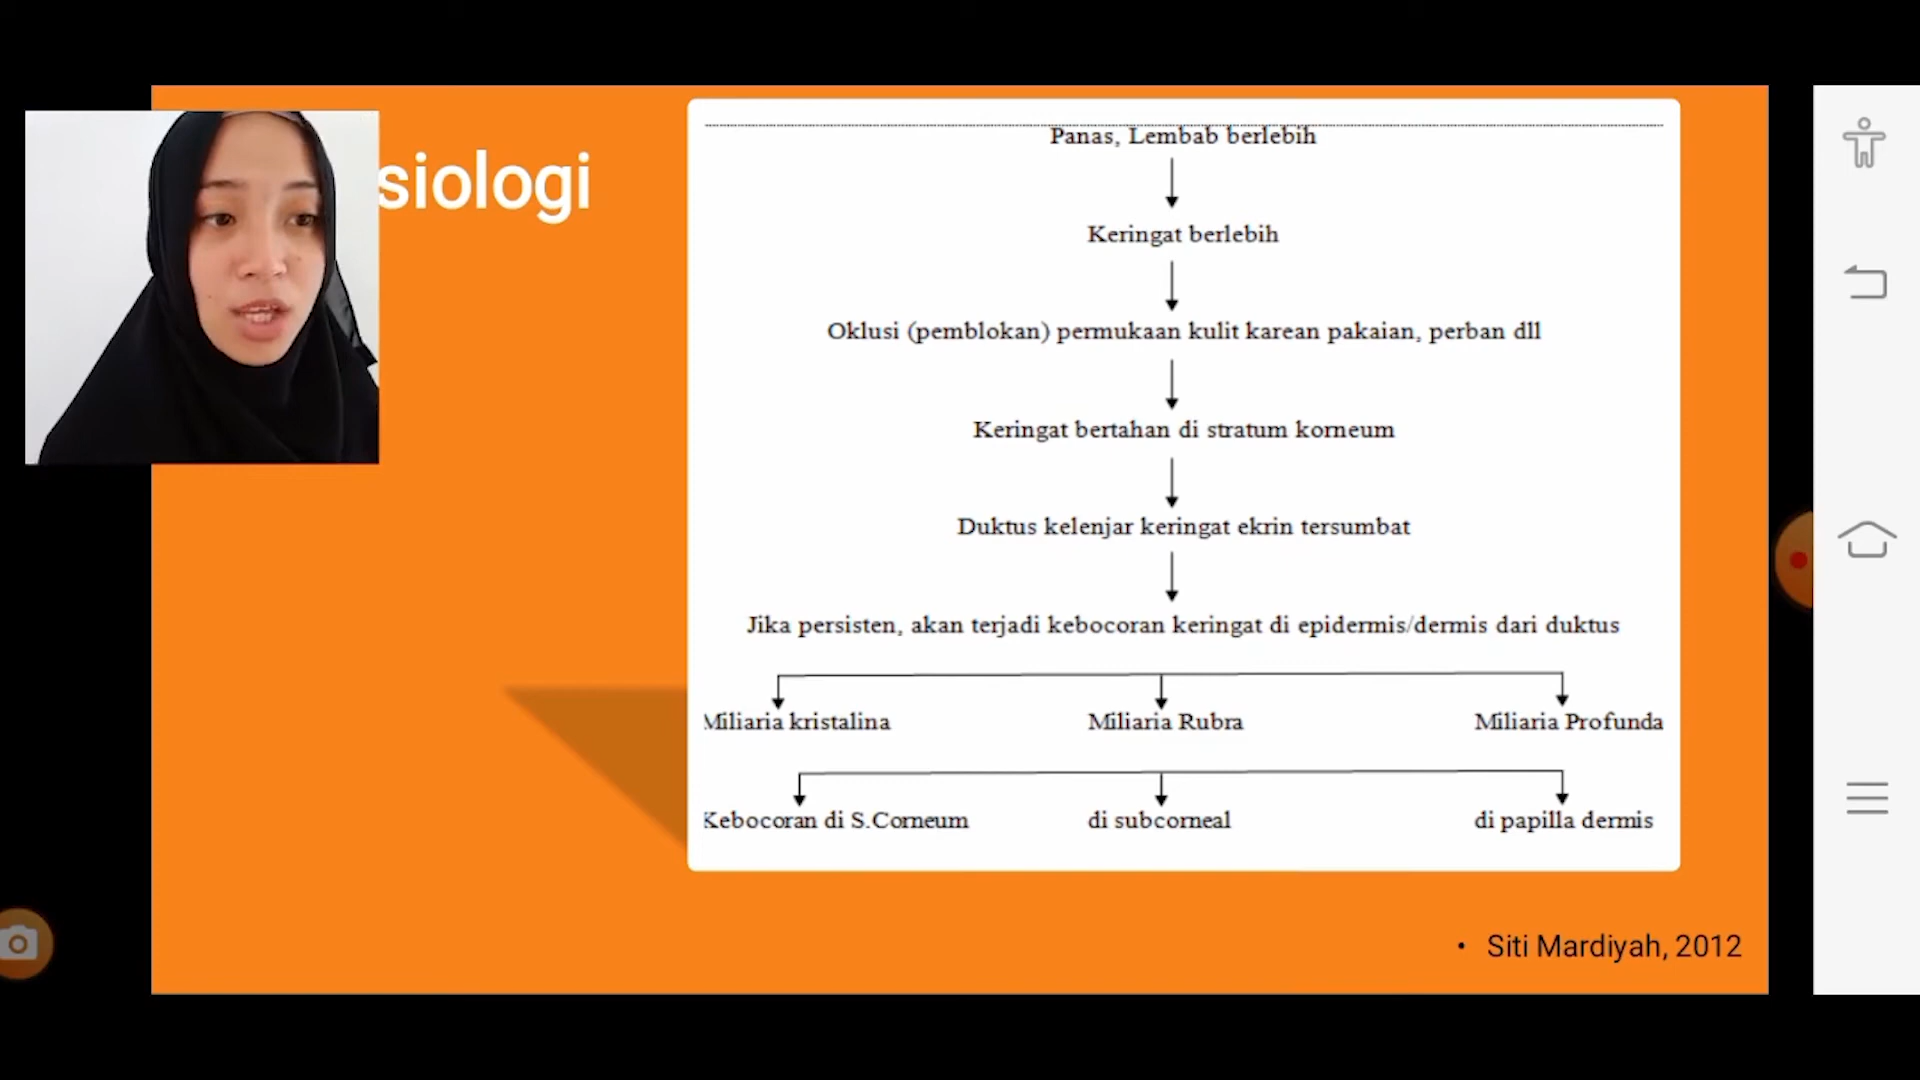 siologi
Panas, Lembab berlebih
Keringat berlebih
Oklusi (pemblokan) permukaan kulit karean pakaian, perban dll
Keringat bertahan di stratum korneum
Duktus kelenjar keringat ekrin tersumbat
Jika persisten, akan terjadi kebocoran keringat di epidermis/dermis dari duktus
Miliaria kristalina Miliaria Rubra Miliaria Profunda
Kebocoran di S.Corneum di subcorneal di papilla dermis
• Siti Mardiyah, 2012